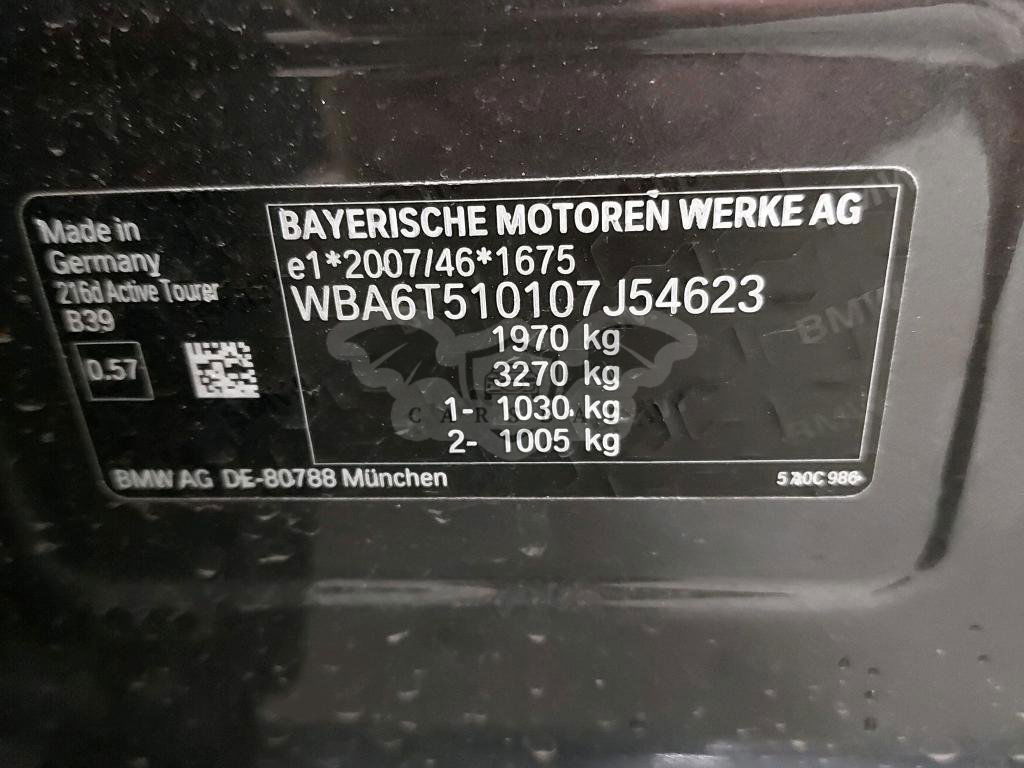 Made in
Germany
216d Active Tourer
B39
0.57
BAYERISCHE MOTOREN WERKE AG
e1*2007/46*1675
WBA6T510107J54623
1970 kg
3270 kg
1- 1030 kg
2- 1005 kg
BMW AG DE-80788 München